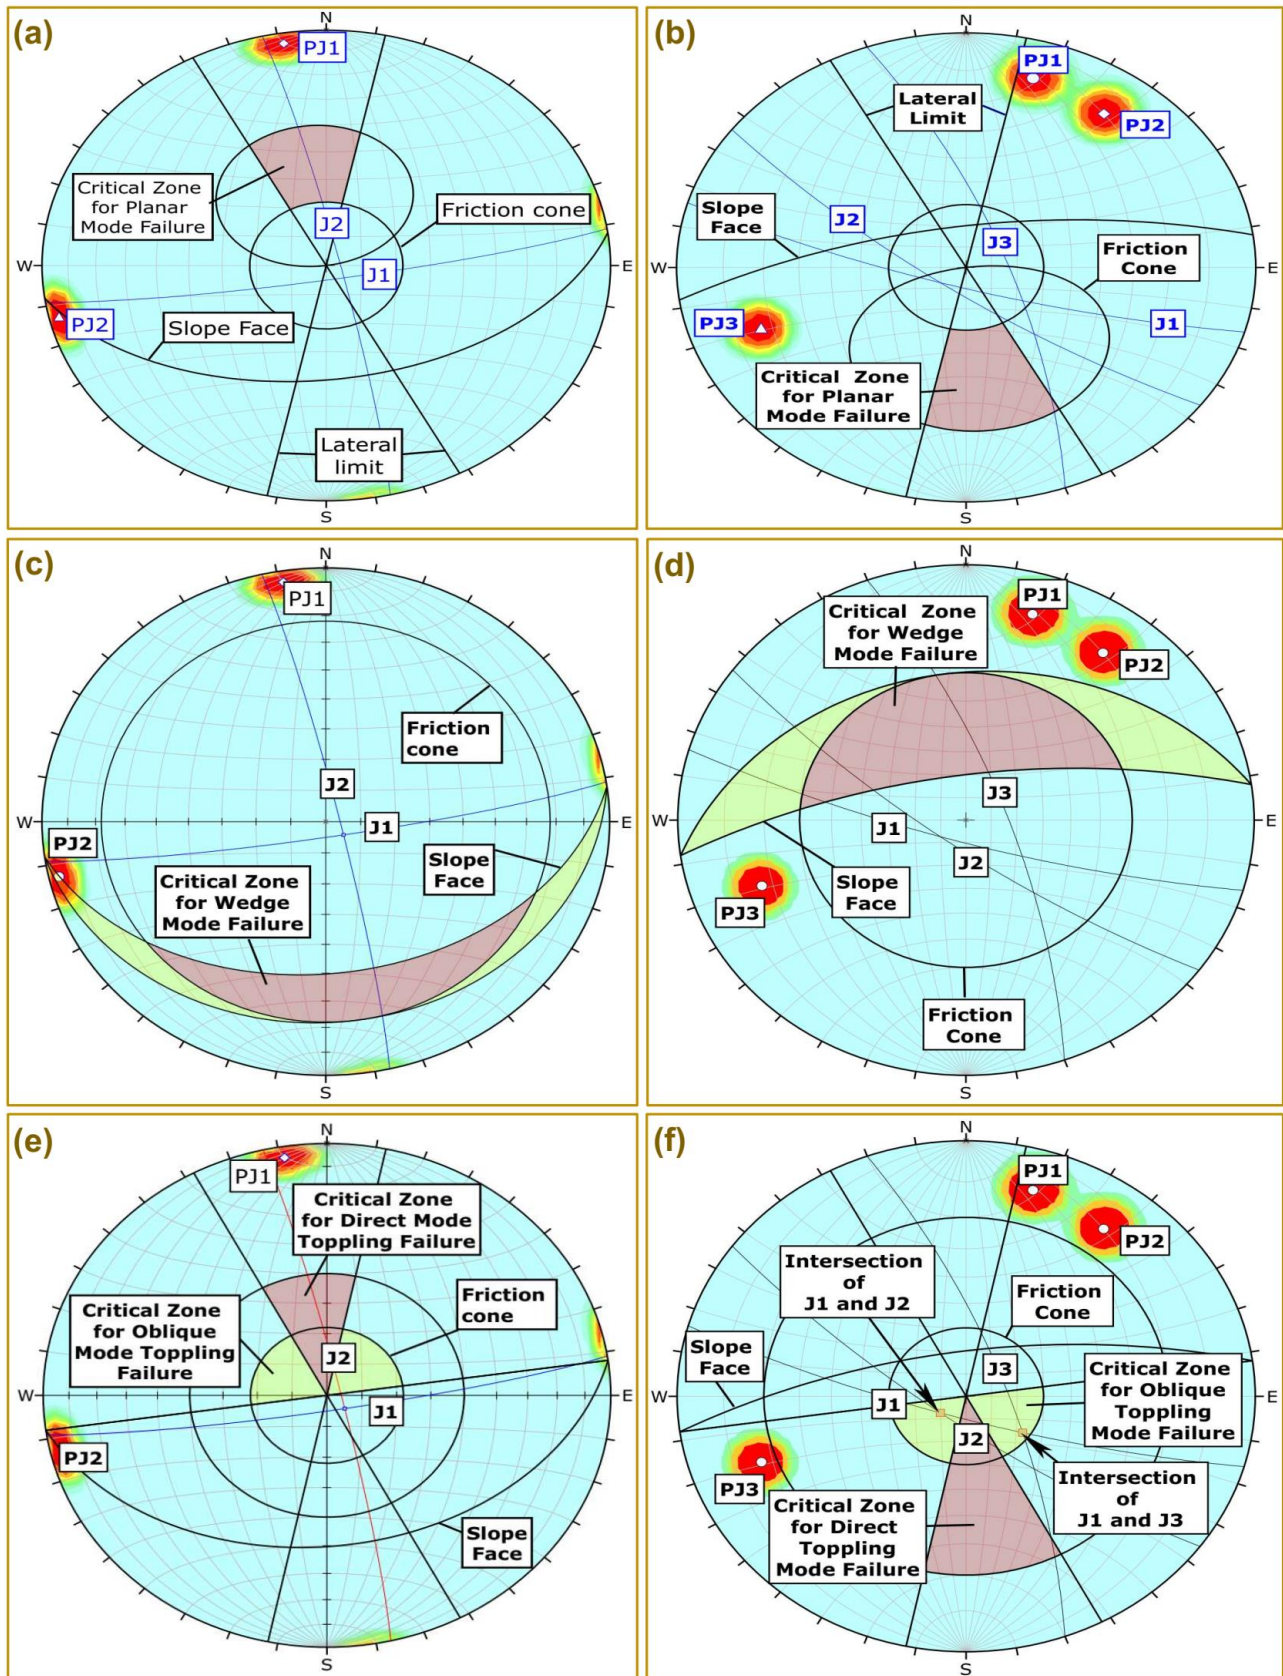 (a)
N
PJ1
Critical Zone
for Planar
Mode Failure
Friction cone
J2
W
E
J1
PJ2
Slope Face
Lateral
limit
S
(b)
N
PJ1
Lateral
Limit
PJ2
Slope
Face
J2
J3
Friction
Cone
W
E
PJ3
J1
Critical Zone
for Planar
Mode Failure
S
(c)
N
PJ1
Friction
cone
J2
W
E
J1
PJ2
Slope
Face
Critical Zone
for Wedge
Mode Failure
S
(d)
N
PJ1
Critical Zone
for Wedge
Mode Failure
PJ2
J3
W
E
J1
J2
PJ3
Slope
Face
Friction
Cone
S
(e)
N
PJ1
Critical Zone
for Direct Mode
Toppling Failure
Critical Zone
for Oblique
Mode Toppling
Failure
Friction
cone
J2
W
E
J1
PJ2
Slope
Face
S
(f)
N
PJ1
PJ2
Intersection
of
J1 and J2
Friction
Cone
Slope
Face
J3
Critical Zone
for Oblique
Toppling
Mode Failure
W
E
J1
J2
PJ3
Critical Zone
for Direct
Toppling
Mode Failure
Intersection
of
J1 and J3
S